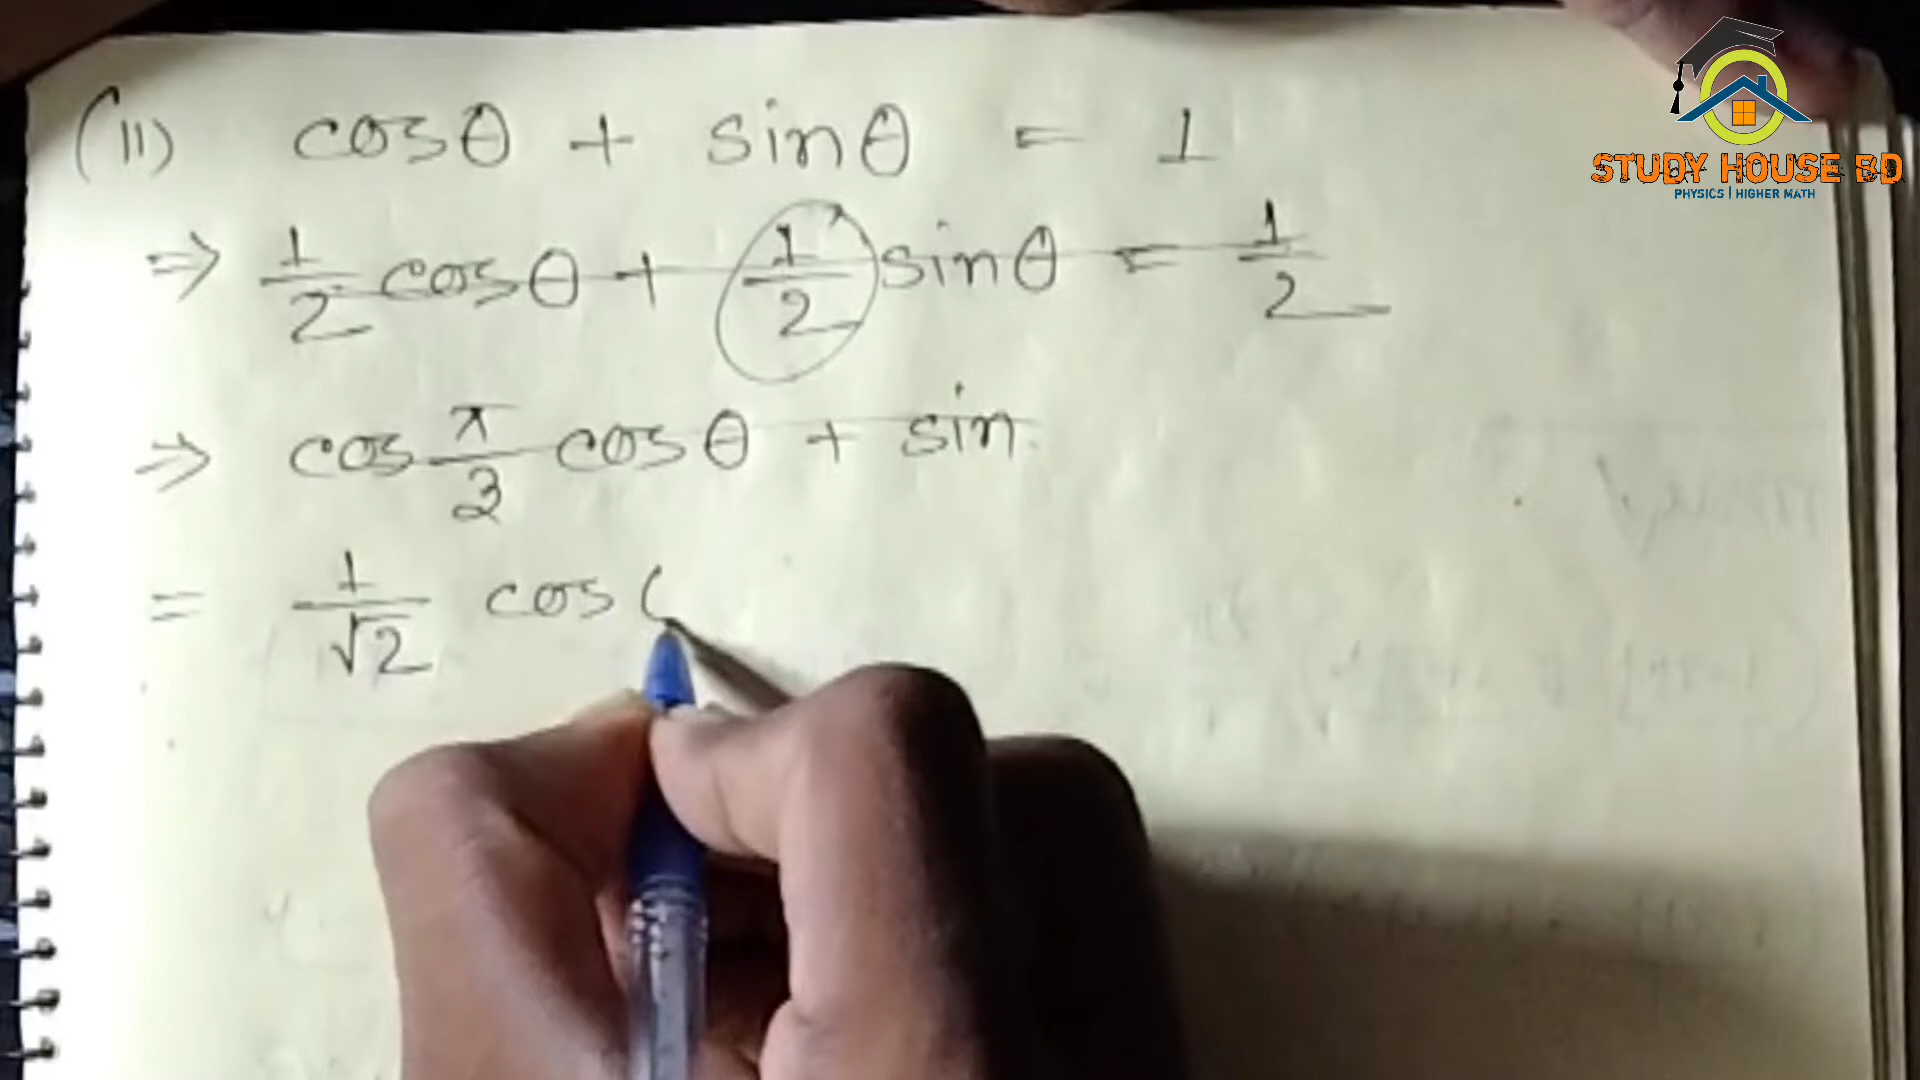 (11) cosθ + sinθ = 1
⇒ 1/2 cosθ + 1/2 sinθ = 1/2
⇒ cos π/3 cosθ + sin
= 1/√2 cos (
STUDY HOUSE BD
PHYSICS | HIGHER MATH